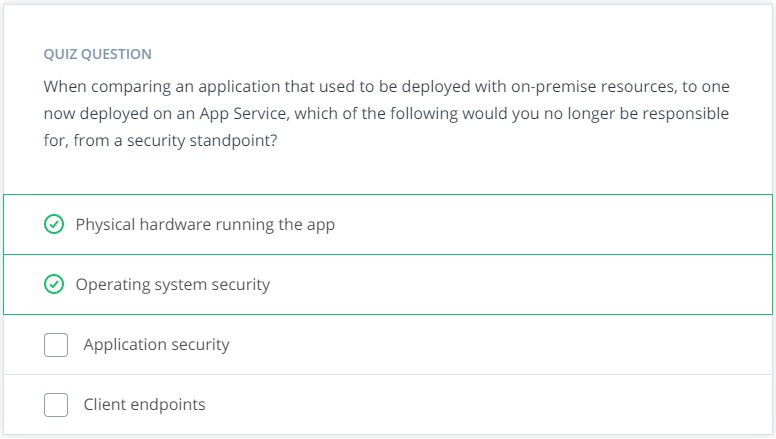 QUIZ QUESTION
When comparing an application that used to be deployed with on-premise resources, to one
now deployed on an App Service, which of the following would you no longer be responsible
for, from a security standpoint?
Physical hardware running the app
Operating system security
Application security
Client endpoints